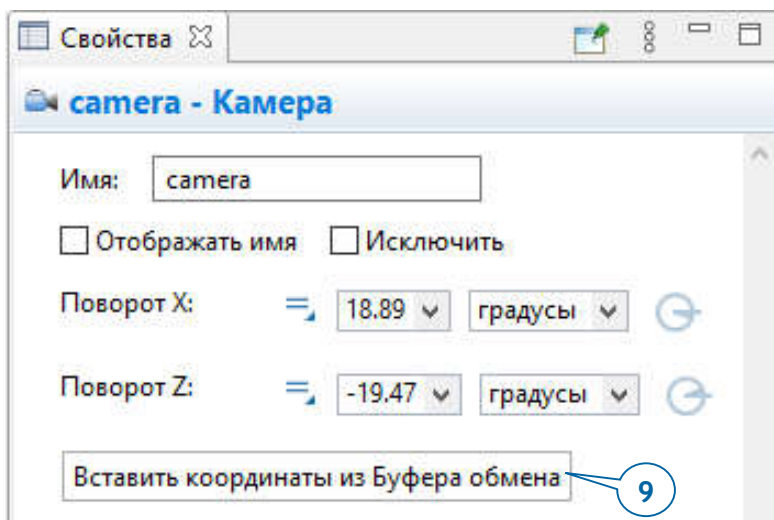 Свойства
camera - Камера
Имя: camera
Отображать имя Исключить
Поворот X: 18.89 градусы
Поворот Z: -19.47 градусы
Вставить координаты из Буфера обмена
9